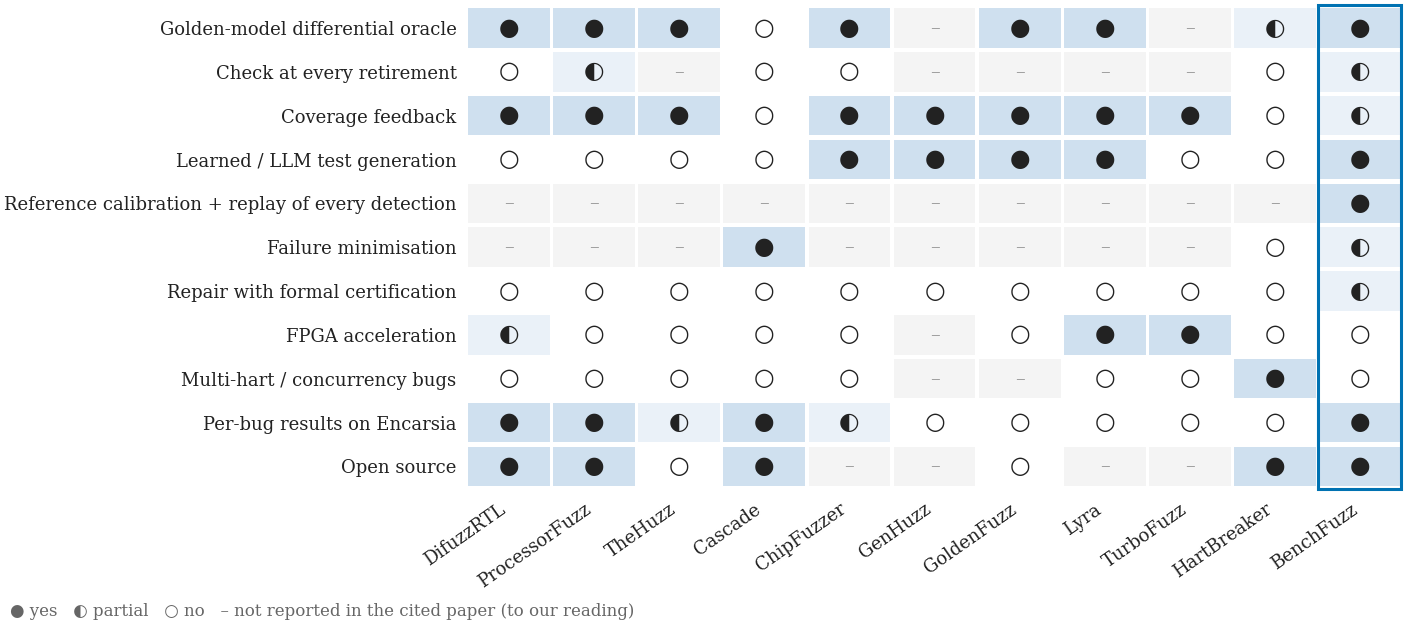 Golden-model differential oracle ● ● ● ○ ● – ● ● – ◐ ●
Check at every retirement ○ ◐ – ○ ○ – – – – ○ ◐
Coverage feedback ● ● ● ○ ● ● ● ● ● ○ ◐
Learned / LLM test generation ○ ○ ○ ○ ● ● ● ● ○ ○ ●
Reference calibration + replay of every detection – – – – – – – – – – ●
Failure minimisation – – – ● – – – – – ○ ◐
Repair with formal certification ○ ○ ○ ○ ○ ○ ○ ○ ○ ○ ◐
FPGA acceleration ◐ ○ ○ ○ ○ – ○ ● ● ○ ○
Multi-hart / concurrency bugs ○ ○ ○ ○ ○ – – ○ ○ ● ○
Per-bug results on Encarsia ● ● ◐ ● ◐ ○ ○ ○ ○ ○ ●
Open source ● ● ○ ● – – ○ – – ● ●
DifuzzRTL
ProcessorFuzz
TheHuzz
Cascade
ChipFuzzer
GenHuzz
GoldenFuzz
Lyra
TurboFuzz
HartBreaker
BenchFuzz
● yes ◐ partial ○ no – not reported in the cited paper (to our reading)